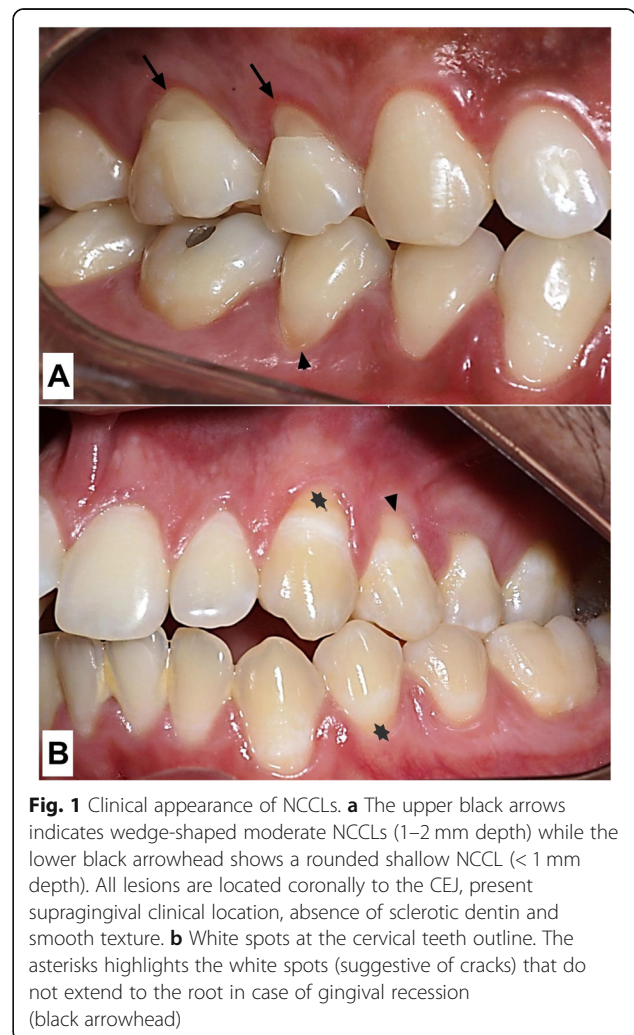 A
B
Fig. 1 Clinical appearance of NCCLs. a The upper black arrows
indicates wedge-shaped moderate NCCLs (1–2 mm depth) while the
lower black arrowhead shows a rounded shallow NCCL (< 1 mm
depth). All lesions are located coronally to the CEJ, present
supragingival clinical location, absence of sclerotic dentin and
smooth texture. b White spots at the cervical teeth outline. The
asterisks highlights the white spots (suggestive of cracks) that do
not extend to the root in case of gingival recession
(black arrowhead)